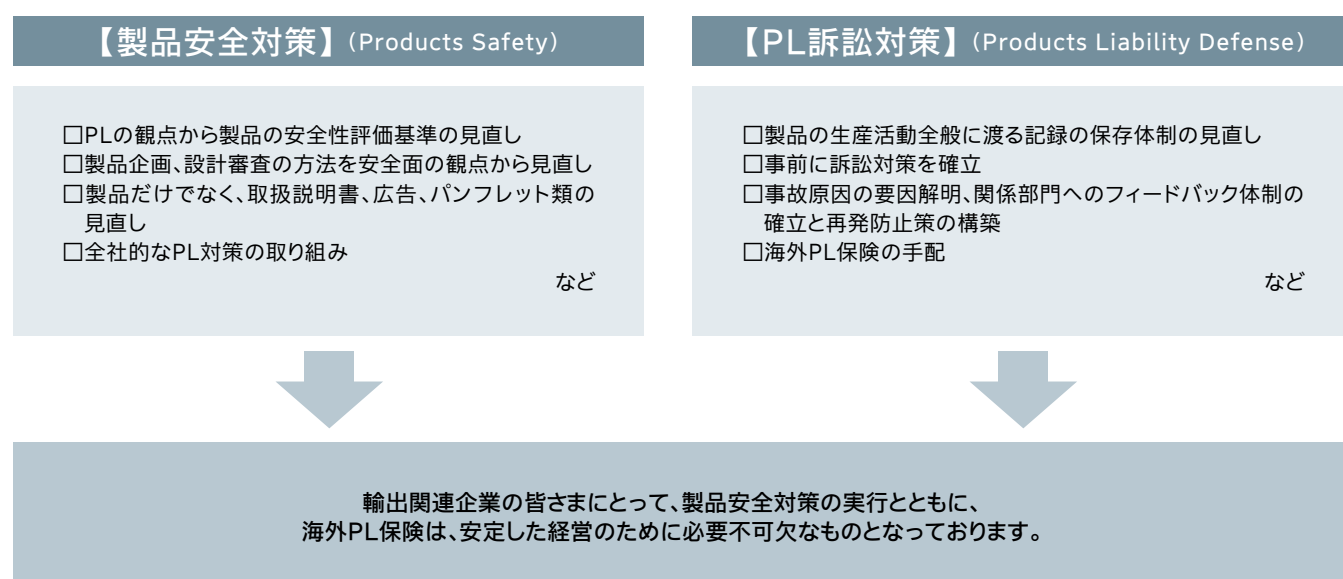 【製品安全対策】(Products Safety)
□PLの観点から製品の安全性評価基準の見直し
□製品企画、設計審査の方法を安全面の観点から見直し
□製品だけでなく、取扱説明書、広告、パンフレット類の
見直し
□全社的なPL対策の取り組み
など
【PL訴訟対策】(Products Liability Defense)
□製品の生産活動全般に渡る記録の保存体制の見直し
□事前に訴訟対策を確立
□事故原因の要因解明、関係部門へのフィードバック体制の
確立と再発防止策の構築
□海外PL保険の手配
など
輸出関連企業の皆さまにとって、製品安全対策の実行とともに、
海外PL保険は、安定した経営のために必要不可欠なものとなっております。